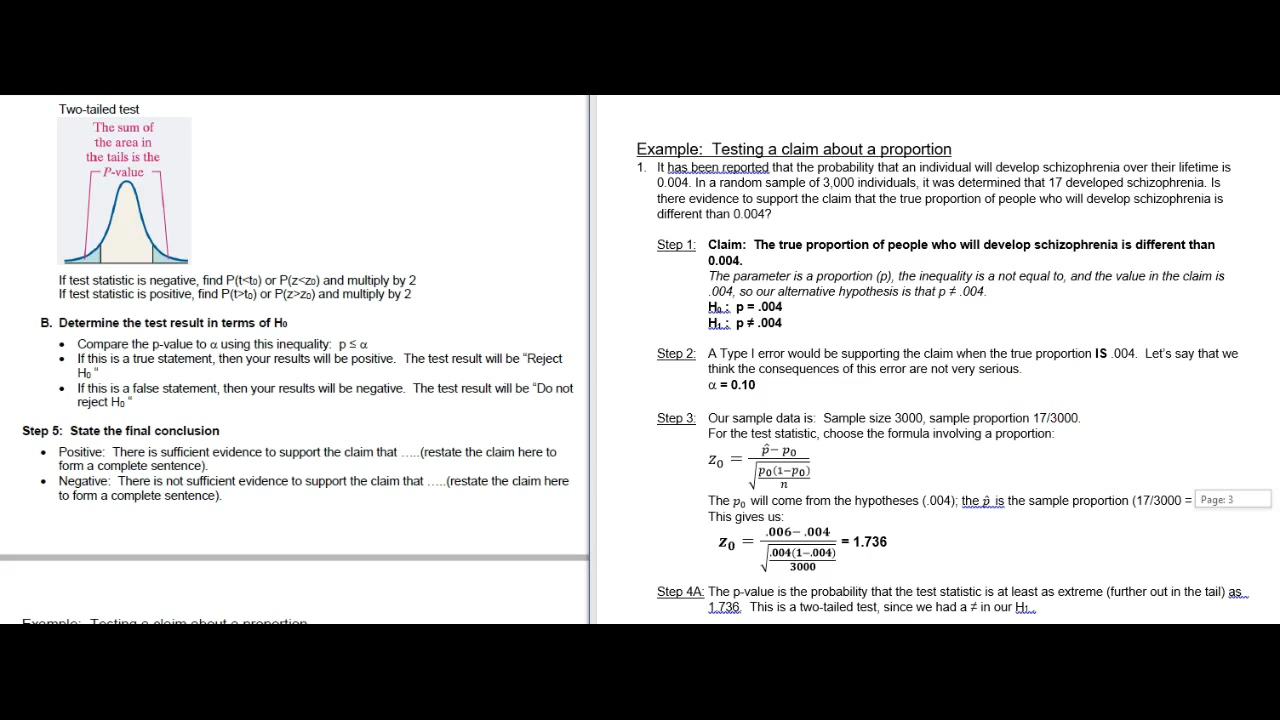 Two-tailed test
The sum of
the area in
the tails is the
P-value
If test statistic is negative, find P(t<t₀) or P(z<z₀) and multiply by 2
If test statistic is positive, find P(t>t₀) or P(z>z₀) and multiply by 2
B. Determine the test result in terms of H₀
• Compare the p-value to α using this inequality: p ≤ α
• If this is a true statement, then your results will be positive. The test result will be "Reject
H₀ "
• If this is a false statement, then your results will be negative. The test result will be "Do not
reject H₀ "
Step 5: State the final conclusion
• Positive: There is sufficient evidence to support the claim that …..(restate the claim here to
form a complete sentence).
• Negative: There is not sufficient evidence to support the claim that …..(restate the claim here
to form a complete sentence).
Example: Testing a claim about a proportion
Example: Testing a claim about a proportion
1. It has been reported that the probability that an individual will develop schizophrenia over their lifetime is
0.004. In a random sample of 3,000 individuals, it was determined that 17 developed schizophrenia. Is
there evidence to support the claim that the true proportion of people who will develop schizophrenia is
different than 0.004?
Step 1: Claim: The true proportion of people who will develop schizophrenia is different than
0.004.
The parameter is a proportion (p), the inequality is a not equal to, and the value in the claim is
.004, so our alternative hypothesis is that p ≠ .004.
H₀ : p = .004
H₁ : p ≠ .004
Step 2: A Type I error would be supporting the claim when the true proportion IS .004. Let's say that we
think the consequences of this error are not very serious.
α = 0.10
Step 3: Our sample data is: Sample size 3000, sample proportion 17/3000.
For the test statistic, choose the formula involving a proportion:
z₀ = (p̂ − p₀) / √(p₀(1−p₀)/n)
The p₀ will come from the hypotheses (.004); the p̂ is the sample proportion (17/3000 =
Page: 3
This gives us:
z₀ = (.006− .004) / √(.004(1−.004)/3000) = 1.736
Step 4A: The p-value is the probability that the test statistic is at least as extreme (further out in the tail) as
1.736. This is a two-tailed test, since we had a ≠ in our H₁.